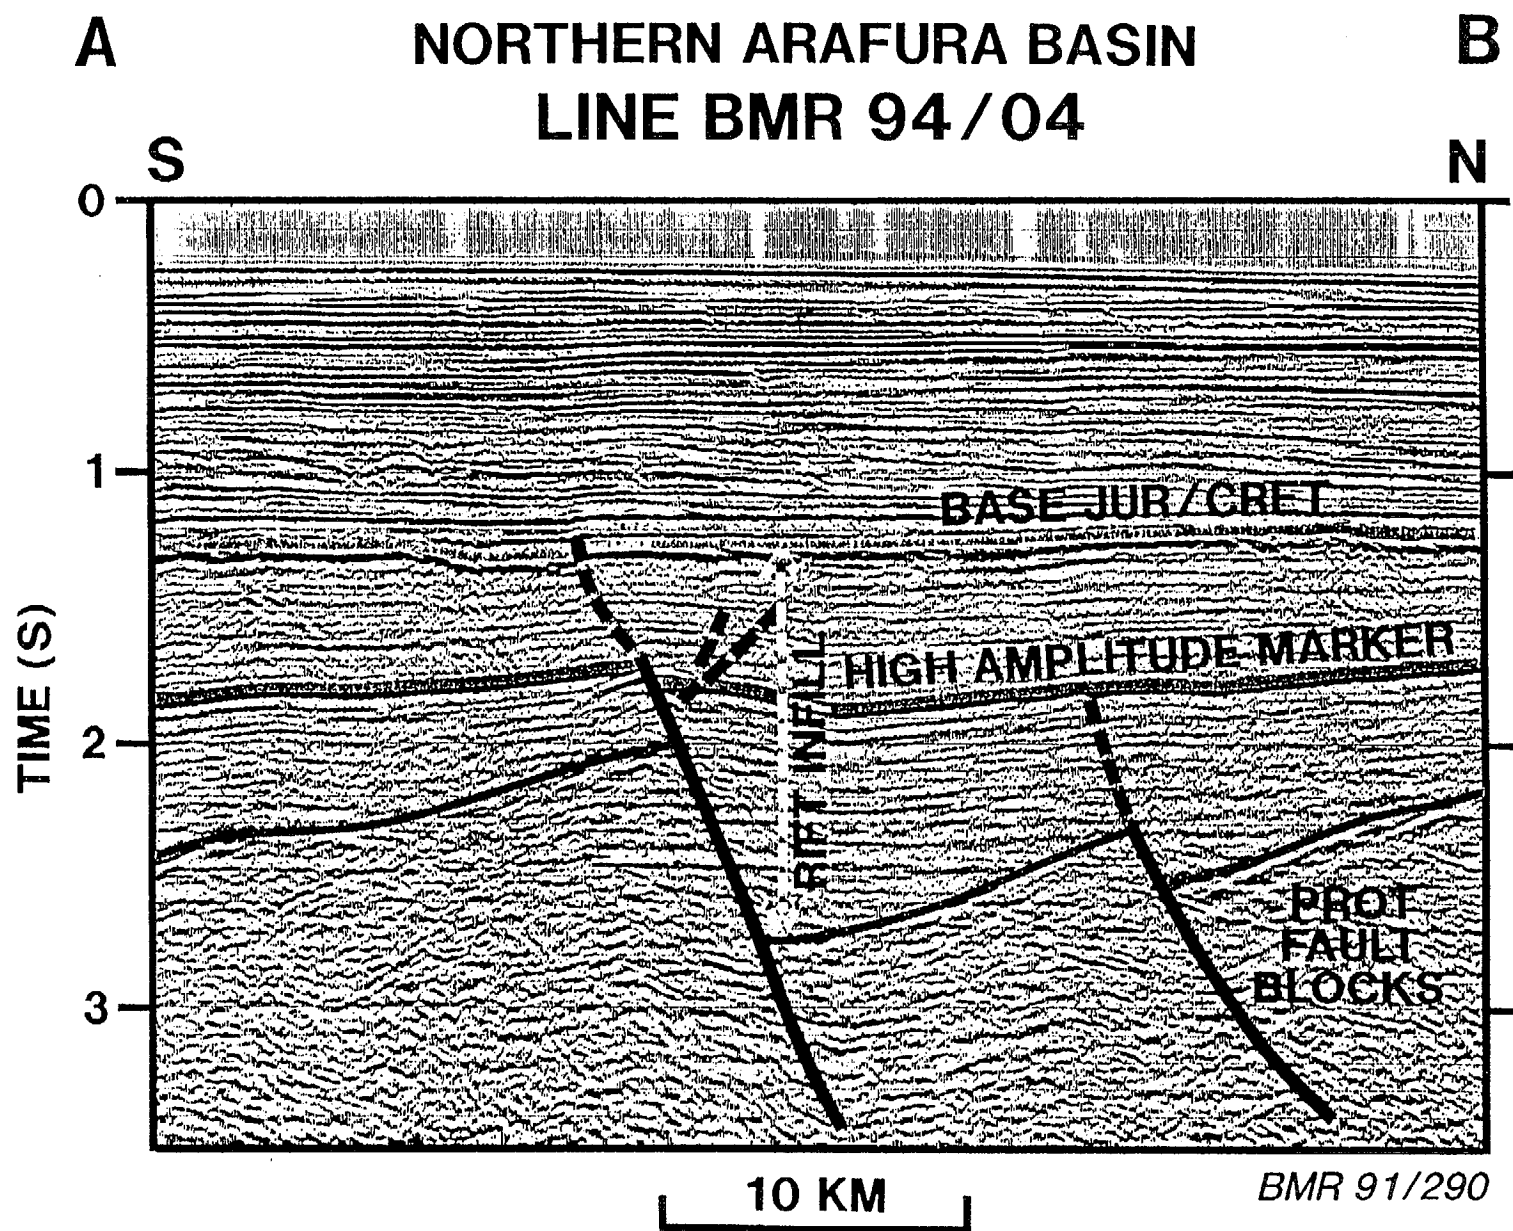 A
NORTHERN ARAFURA BASIN
B
LINE BMR 94/04
S
N
0
1
BASE JUR/CRET
HIGH AMPLITUDE MARKER
TIME (S)
2
RIFT INFILL
PROT
FAULT
BLOCKS
3
10 KM
BMR 91/290